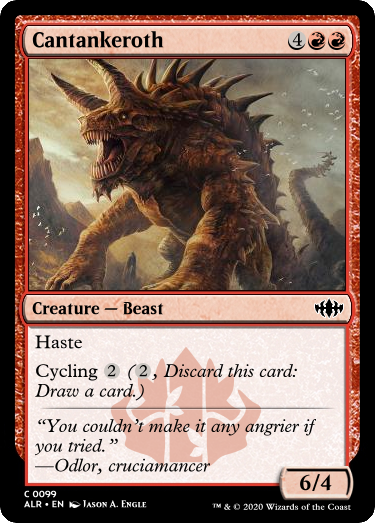 Cantankeroth 4
Creature — Beast
Haste
Cycling 2 (2, Discard this card:
Draw a card.)
“You couldn’t make it any angrier if
you tried.”
—Odlor, cruciamancer
6/4
C 0099
ALR • EN Jason A. Engle
™ & © 2020 Wizards of the Coast